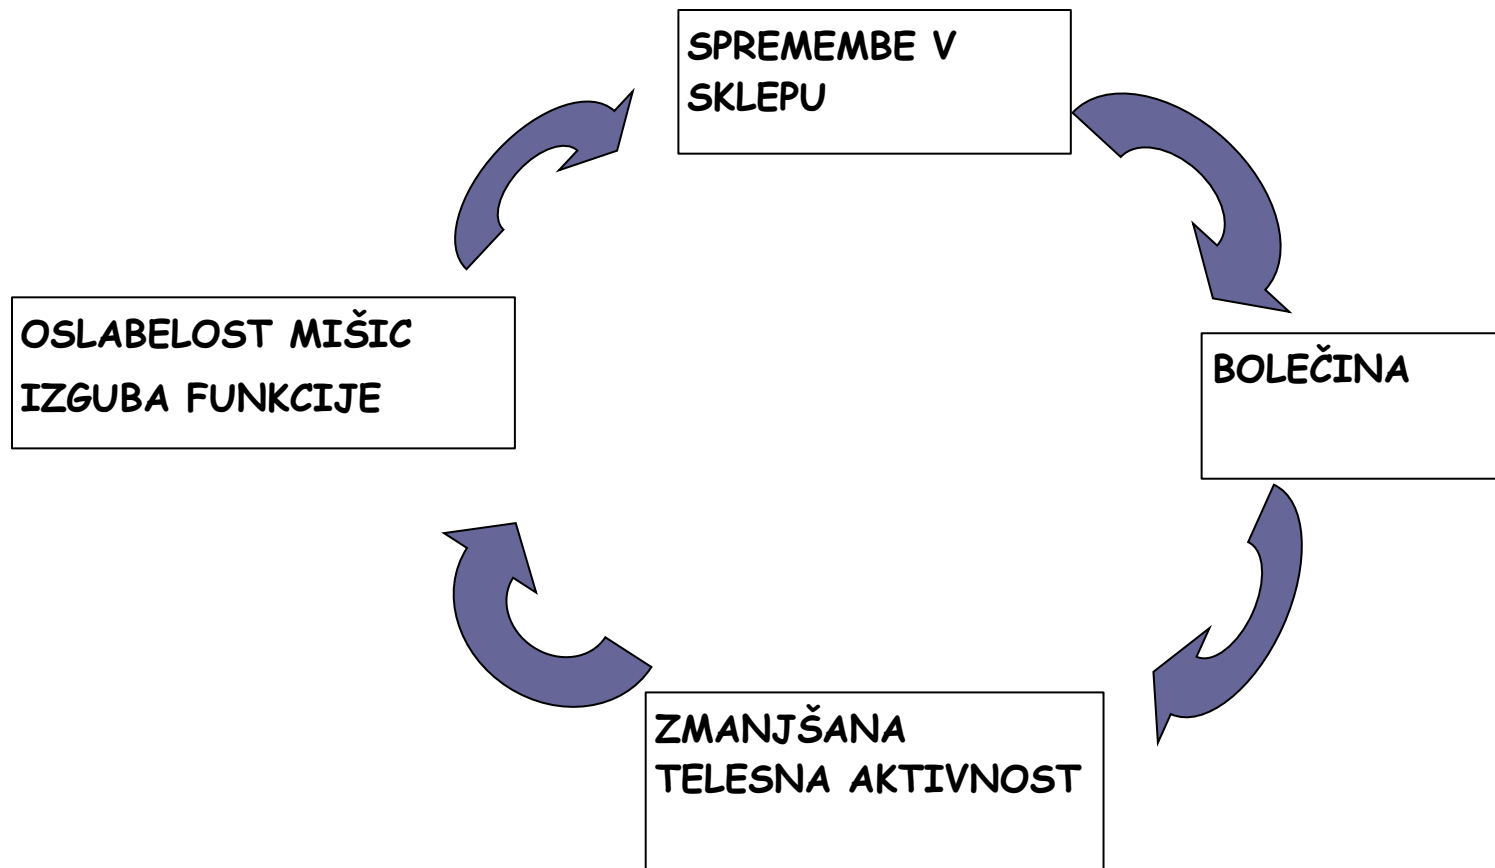 SPREMEMBE V
SKLEPU
OSLABELOST MIŠIC
IZGUBA FUNKCIJE
BOLEČINA
ZMANJŠANA
TELESNA AKTIVNOST